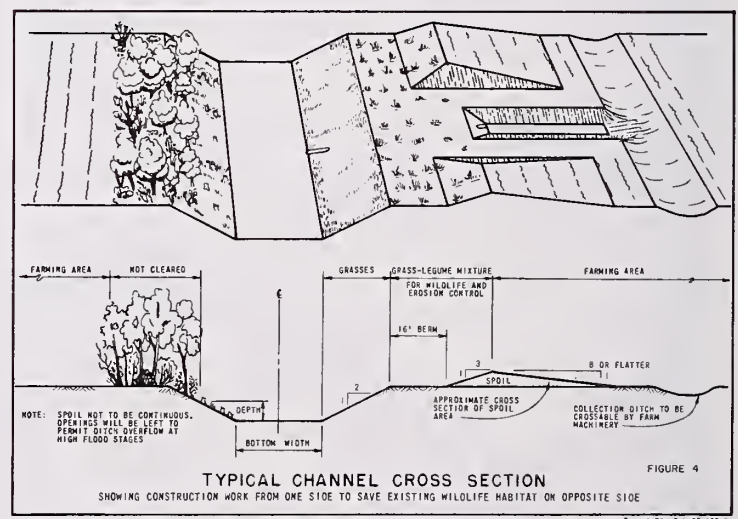 FARMING AREA
NOT CLEARED
GRASSES
GRASS-LEGUME MIXTURE
FOR WILDLIFE AND
EROSION CONTROL
FARMING AREA
℄
16' BERM
3
1
8 OR FLATTER
1
SPOIL
2
1
DEPTH
BOTTOM WIDTH
APPROXIMATE CROSS
SECTION OF SPOIL
AREA
COLLECTION DITCH TO BE
CROSSABLE BY FARM
MACHINERY
NOTE: SPOIL NOT TO BE CONTINUOUS.
OPENINGS WILL BE LEFT TO
PERMIT DITCH OVERFLOW AT
HIGH FLOOD STAGES
FIGURE 4
TYPICAL CHANNEL CROSS SECTION
SHOWING CONSTRUCTION WORK FROM ONE SIDE TO SAVE EXISTING WILDLIFE HABITAT ON OPPOSITE SIDE